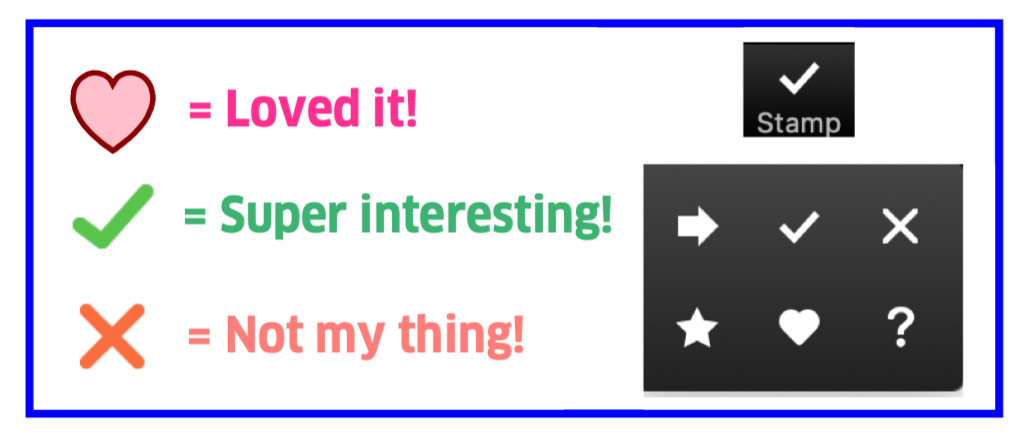 = Loved it!
Stamp
= Super interesting!
= Not my thing!
?